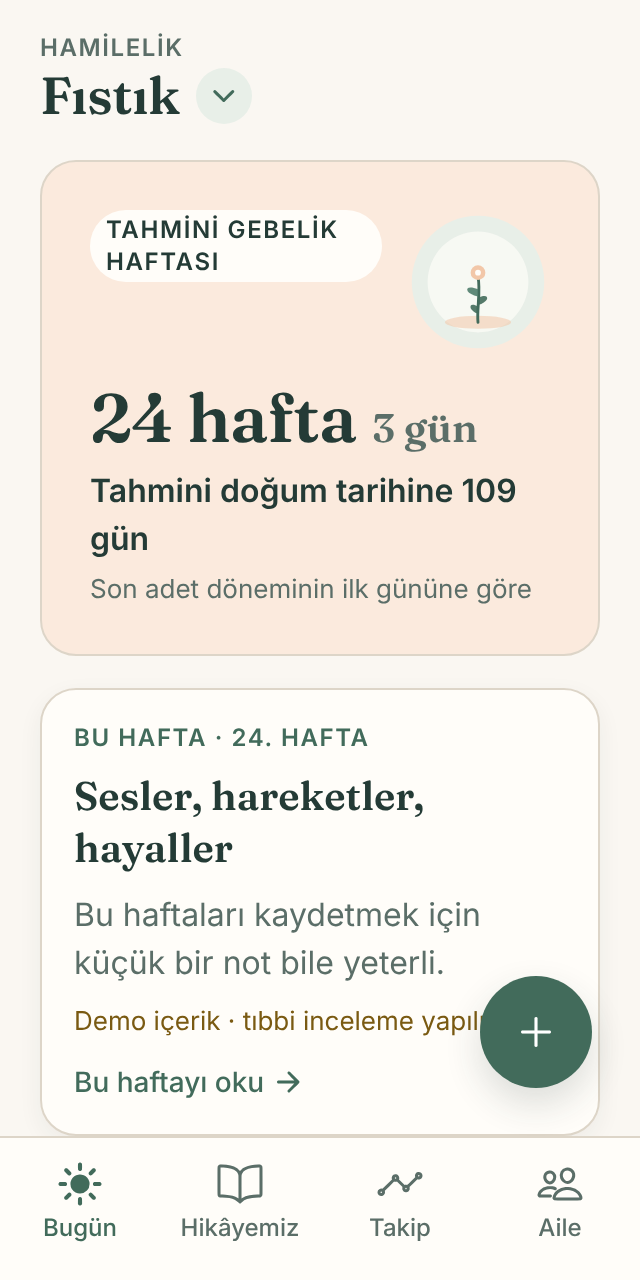 HAMİLELİK
Fıstık
TAHMİNİ GEBELİK
HAFTASI
24 hafta 3 gün
Tahmini doğum tarihine 109
gün
Son adet döneminin ilk gününe göre
BU HAFTA · 24. HAFTA
Sesler, hareketler,
hayaller
Bu haftaları kaydetmek için
küçük bir not bile yeterli.
Demo içerik · tıbbi inceleme
Bu haftayı oku →
Bugün
Hikâyemiz
Takip
Aile